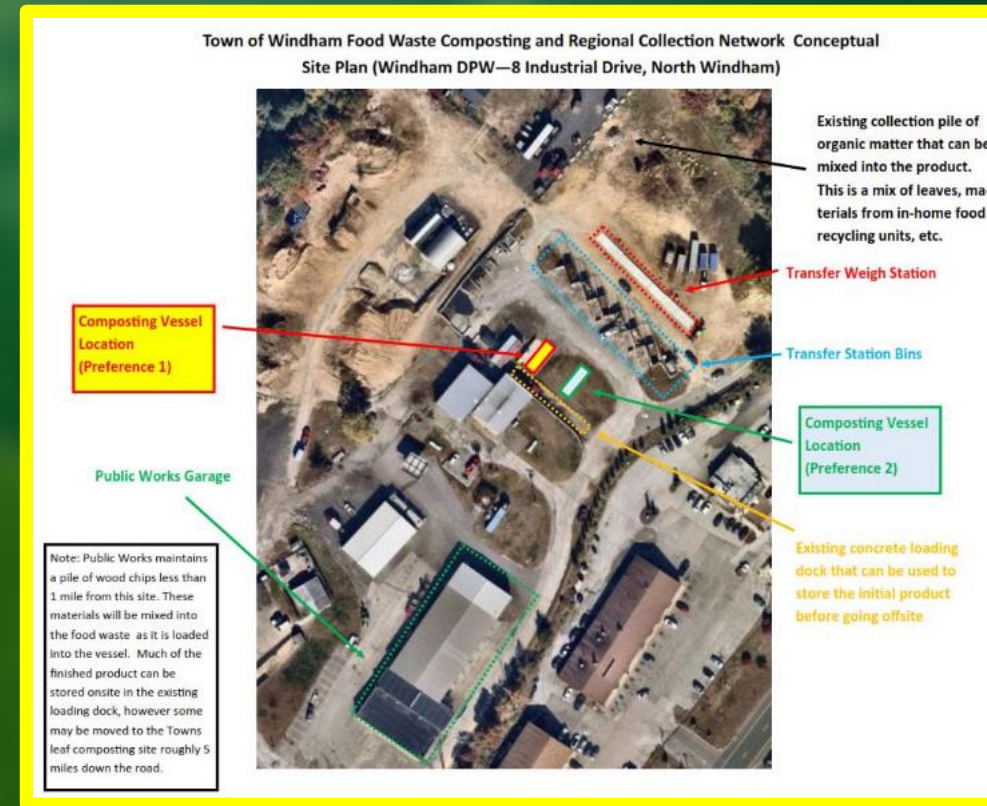 Town of Windham Food Waste Composting and Regional Collection Network Conceptual
Site Plan (Windham DPW—8 Industrial Drive, North Windham)
Existing collection pile of
organic matter that can be
mixed into the product.
This is a mix of leaves, ma-
terials from in-home food
recycling units, etc.
Transfer Weigh Station
Composting Vessel
Location
(Preference 1)
Transfer Station Bins
Composting Vessel
Location
(Preference 2)
Public Works Garage
Existing concrete loading
dock that can be used to
store the initial product
before going offsite
Note: Public Works maintains
a pile of wood chips less than
1 mile from this site. These
materials will be mixed into
the food waste as it is loaded
into the vessel. Much of the
finished product can be
stored onsite in the existing
loading dock, however some
may be moved to the Towns
leaf composting site roughly 5
miles down the road.